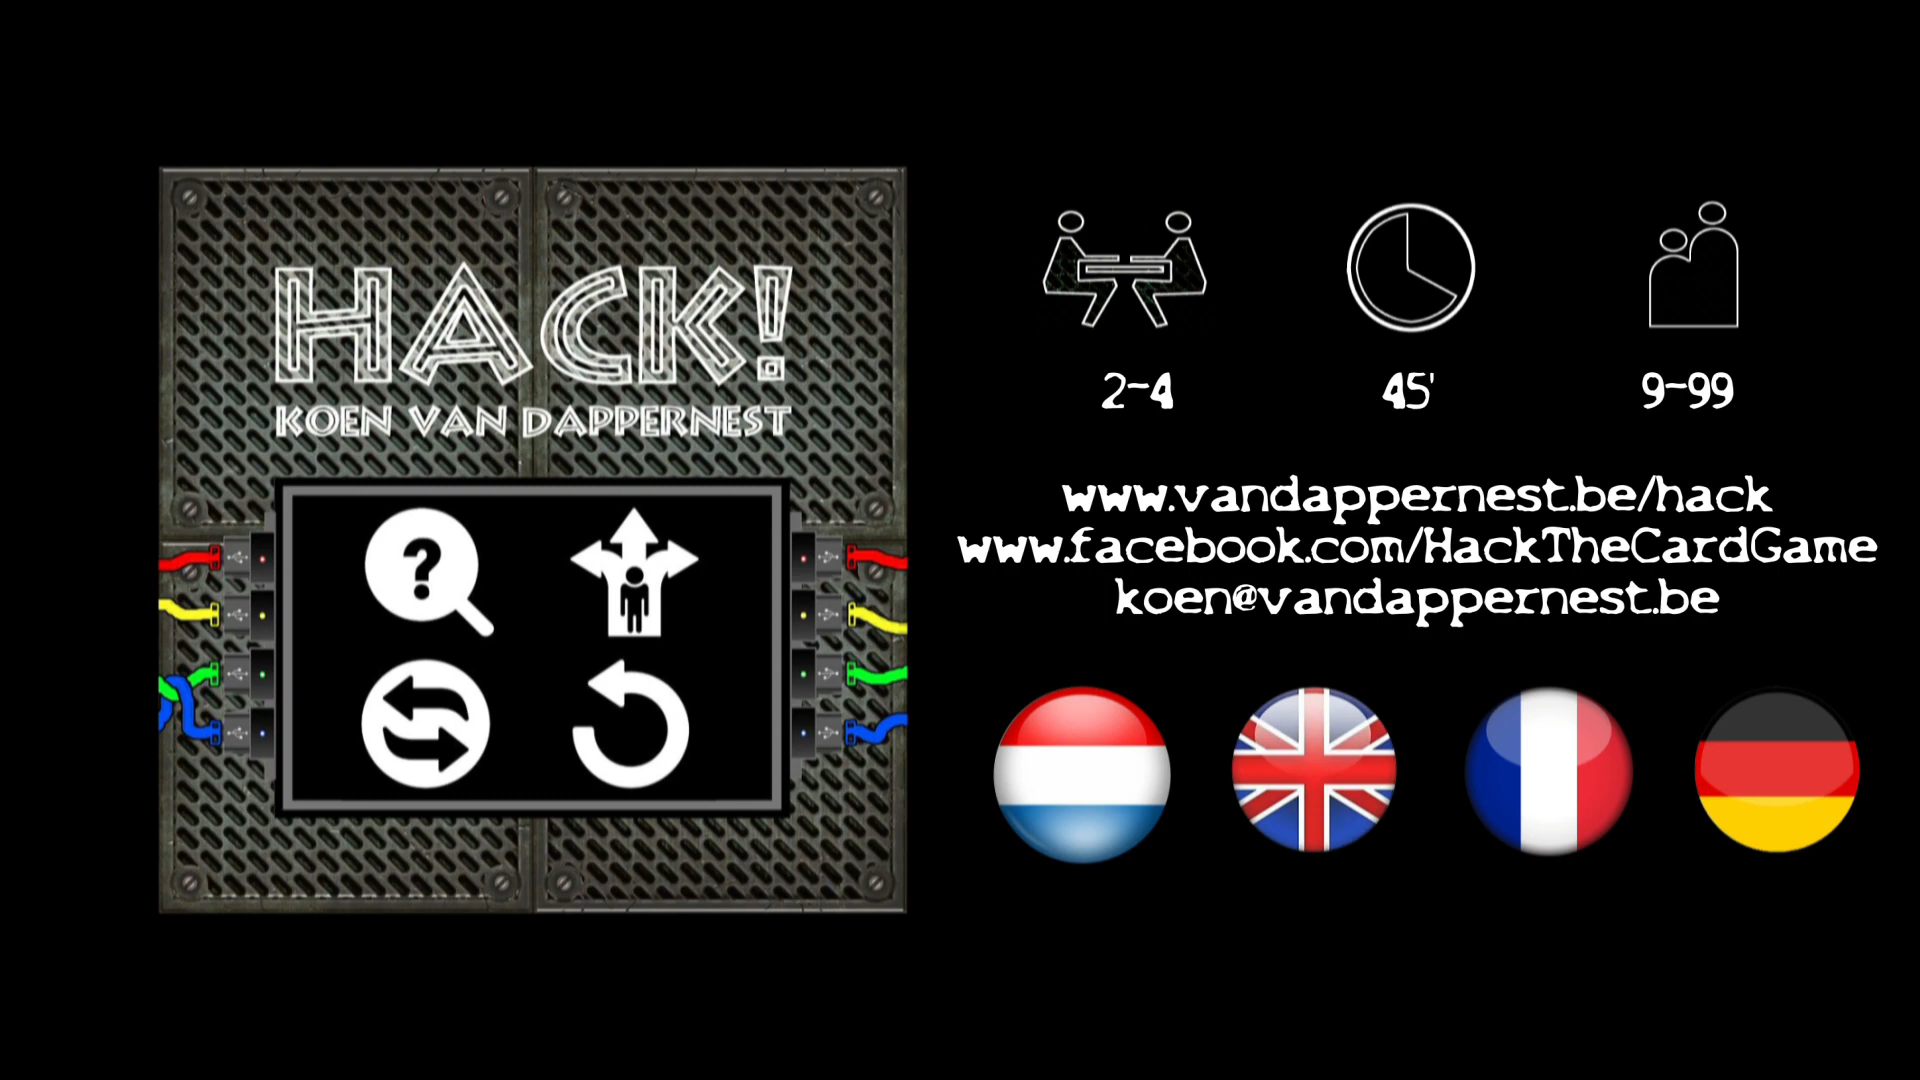 HACK!
KOEN VAN DAPPERNEST
?
2-4
45'
9-99
www.vandappernest.be/hack
www.facebook.com/HackTheCardGame
koen@vandappernest.be